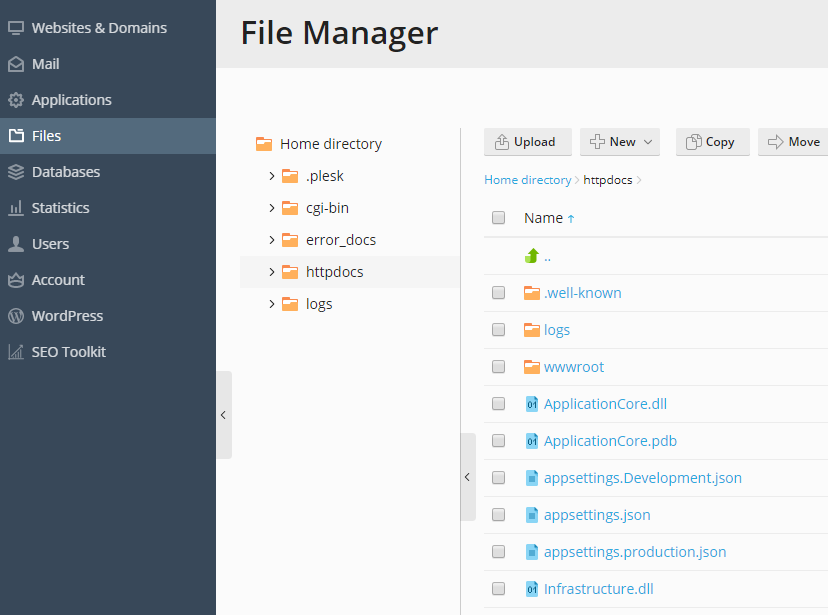 Websites & Domains
Mail
Applications
Files
Databases
Statistics
Users
Account
WordPress
SEO Toolkit
File Manager
Home directory
.plesk
cgi-bin
error_docs
httpdocs
logs
Upload New Copy Move
Home directory > httpdocs >
Name ↑
..
.well-known
logs
wwwroot
ApplicationCore.dll
ApplicationCore.pdb
appsettings.Development.json
appsettings.json
appsettings.production.json
Infrastructure.dll